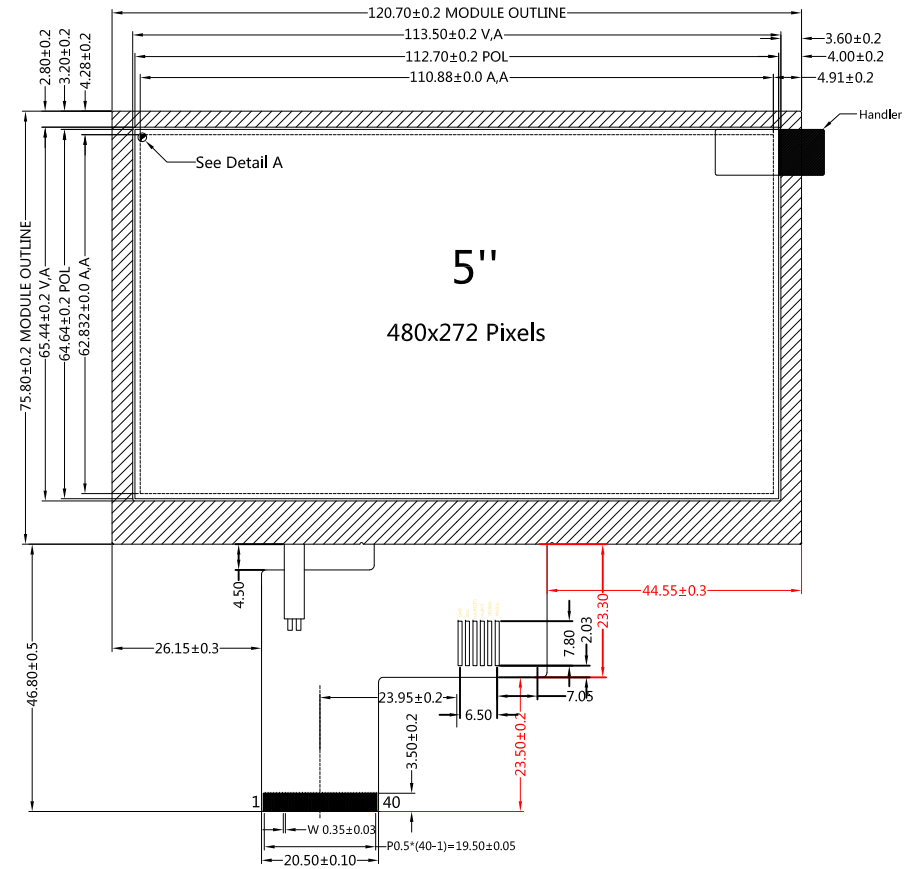 120.70±0.2 MODULE OUTLINE
113.50±0.2 V,A
3.60±0.2
112.70±0.2 POL
4.00±0.2
110.88±0.0 A,A
4.91±0.2
2.80±0.2
3.20±0.2
4.28±0.2
Handler
See Detail A
75.80±0.2 MODULE OUTLINE
65.44±0.2 V,A
64.64±0.2 POL
62.832±0.0 A,A
5''
480x272 Pixels
4.50
44.55±0.3
23.30
7.80
2.03
26.15±0.3
46.80±0.5
23.95±0.2
7.05
6.50
3.50±0.2
23.50±0.2
1
40
W 0.35±0.03
P0.5*(40-1)=19.50±0.05
20.50±0.10